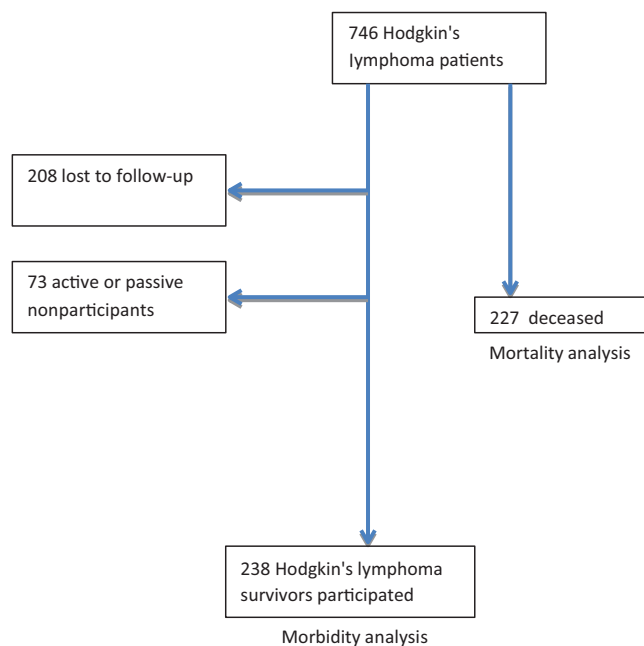 746 Hodgkin's
lymphoma patients
208 lost to follow-up
73 active or passive
nonparticipants
227 deceased
Mortality analysis
238 Hodgkin's lymphoma
survivors participated
Morbidity analysis